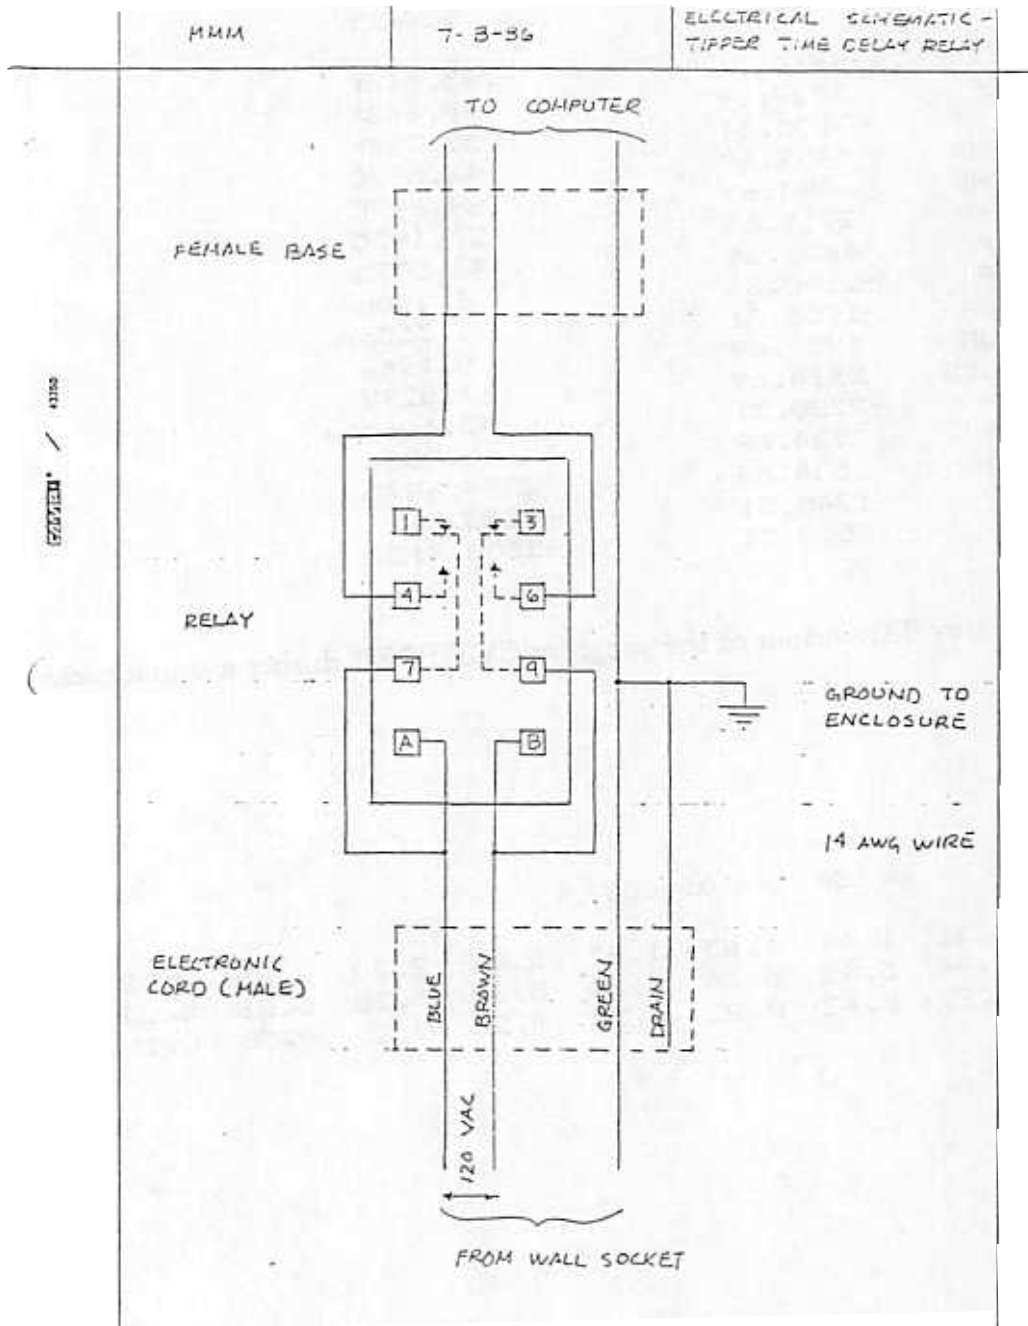 MMM
7-3-86
ELECTRICAL SCHEMATIC -
TIPPER TIME DELAY RELAY
TO COMPUTER
FEMALE BASE
1
3
4
6
RELAY
7
9
A
B
GROUND TO
ENCLOSURE
14 AWG WIRE
ELECTRONIC
CORD (MALE)
BLUE
BROWN
GREEN
DRAIN
120 VAC
FROM WALL SOCKET